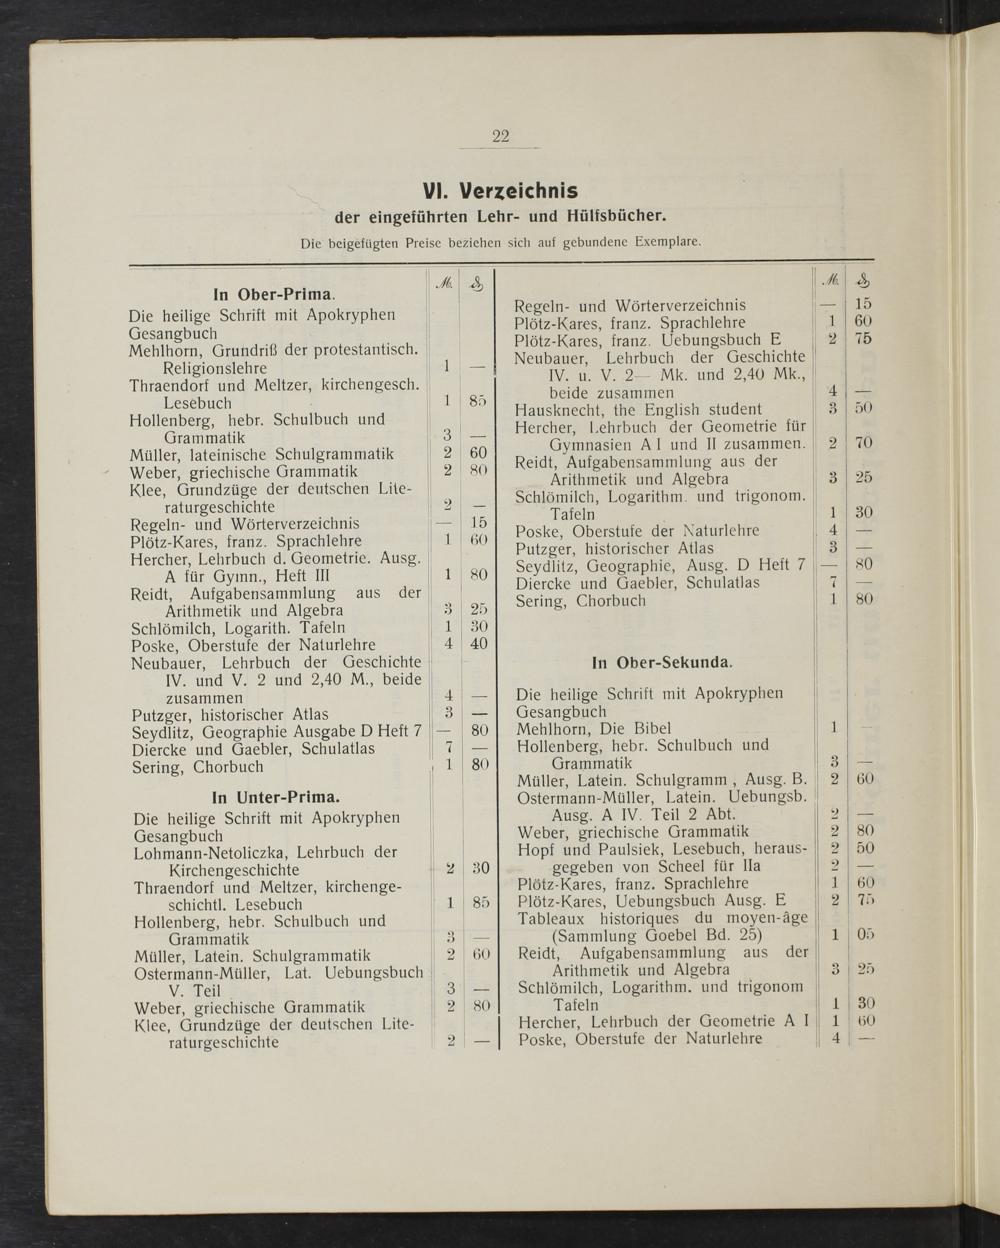 22
VI. Verzeichnis
der eingeführten Lehr- und Hülfsbücher.
Die beigefügten Preise beziehen sich auf gebundene Exemplare.
ℳ ₰
In Ober-Prima.
Die heilige Schrift mit Apokryphen
Gesangbuch
Mehlhorn, Grundriß der protestantisch.
Religionslehre 1 —
Thraendorf und Meltzer, kirchengesch.
Lesebuch 1 85
Hollenberg, hebr. Schulbuch und
Grammatik 3 —
Müller, lateinische Schulgrammatik 2 60
Weber, griechische Grammatik 2 80
Klee, Grundzüge der deutschen Lite-
raturgeschichte 2 —
Regeln- und Wörterverzeichnis — 15
Plötz-Kares, franz. Sprachlehre 1 60
Hercher, Lehrbuch d. Geometrie. Ausg.
A für Gymn., Heft III 1 80
Reidt, Aufgabensammlung aus der
Arithmetik und Algebra 3 25
Schlömilch, Logarith. Tafeln 1 30
Poske, Oberstufe der Naturlehre 4 40
Neubauer, Lehrbuch der Geschichte
IV. und V. 2 und 2,40 M., beide
zusammen 4 —
Putzger, historischer Atlas 3 —
Seydlitz, Geographie Ausgabe D Heft 7 — 80
Diercke und Gaebler, Schulatlas 7 —
Sering, Chorbuch 1 80
In Unter-Prima.
Die heilige Schrift mit Apokryphen
Gesangbuch
Lohmann-Netoliczka, Lehrbuch der
Kirchengeschichte 2 30
Thraendorf und Meltzer, kirchenge-
schichtl. Lesebuch 1 85
Hollenberg, hebr. Schulbuch und
Grammatik 3 —
Müller, Latein. Schulgrammatik 2 60
Ostermann-Müller, Lat. Uebungsbuch
V. Teil 3 —
Weber, griechische Grammatik 2 80
Klee, Grundzüge der deutschen Lite-
raturgeschichte 2 —
ℳ ₰
Regeln- und Wörterverzeichnis — 15
Plötz-Kares, franz. Sprachlehre 1 60
Plötz-Kares, franz. Uebungsbuch E 2 75
Neubauer, Lehrbuch der Geschichte
IV. u. V. 2— Mk. und 2,40 Mk.,
beide zusammen 4 —
Hausknecht, the English student 3 50
Hercher, Lehrbuch der Geometrie für
Gymnasien A I und II zusammen. 2 70
Reidt, Aufgabensammlung aus der
Arithmetik und Algebra 3 25
Schlömilch, Logarithm. und trigonom.
Tafeln 1 30
Poske, Oberstufe der Naturlehre 4 —
Putzger, historischer Atlas 3 —
Seydlitz, Geographie, Ausg. D Heft 7 — 80
Diercke und Gaebler, Schulatlas 7 —
Sering, Chorbuch 1 80
In Ober-Sekunda.
Die heilige Schrift mit Apokryphen
Gesangbuch
Mehlhorn, Die Bibel 1 —
Hollenberg, hebr. Schulbuch und
Grammatik 3 —
Müller, Latein. Schulgramm , Ausg. B. 2 60
Ostermann-Müller, Latein. Uebungsb.
Ausg. A IV. Teil 2 Abt. 2 —
Weber, griechische Grammatik 2 80
Hopf und Paulsiek, Lesebuch, heraus- 2 50
gegeben von Scheel für IIa 2 —
Plötz-Kares, franz. Sprachlehre 1 60
Plötz-Kares, Uebungsbuch Ausg. E 2 75
Tableaux historiques du moyen-âge
(Sammlung Goebel Bd. 25) 1 05
Reidt, Aufgabensammlung aus der
Arithmetik und Algebra 3 25
Schlömilch, Logarithm. und trigonom
Tafeln 1 30
Hercher, Lehrbuch der Geometrie A I 1 60
Poske, Oberstufe der Naturlehre 4 —